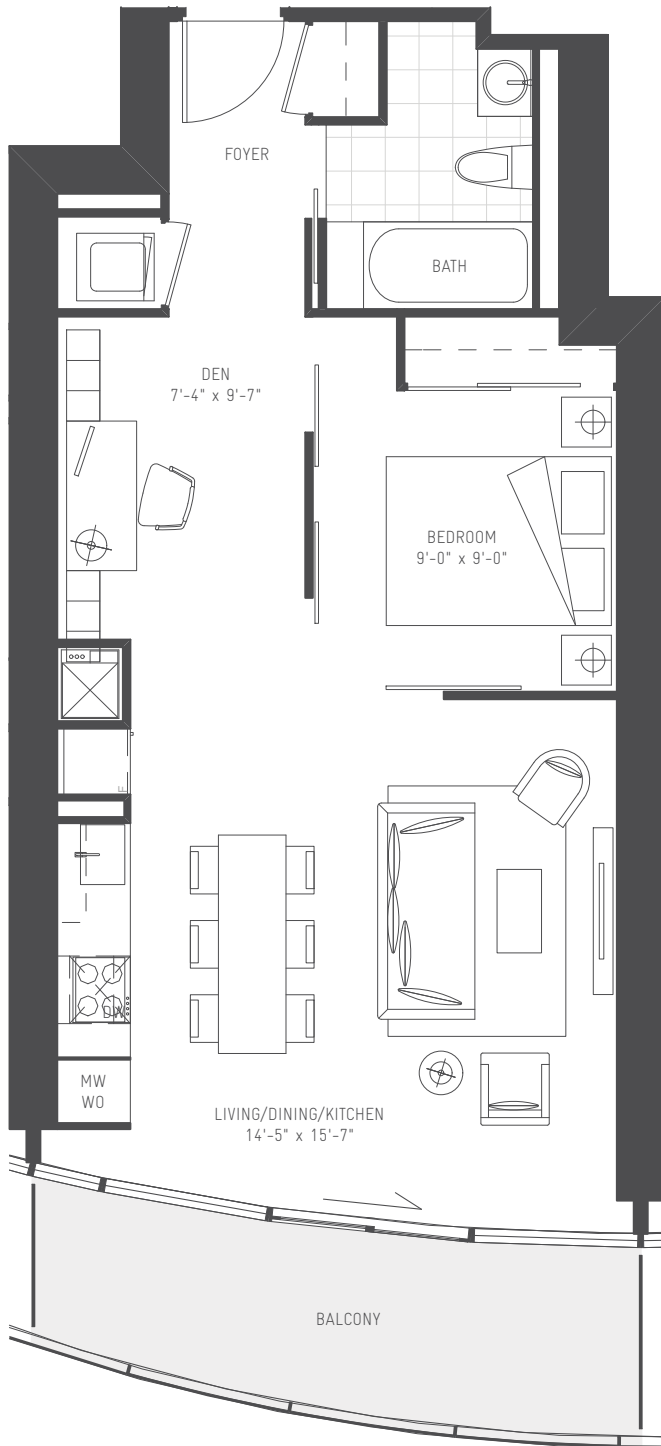 FOYER
BATH
DEN
7'-4" x 9'-7"
BEDROOM
9'-0" x 9'-0"
F
DW
MW
WO
LIVING/DINING/KITCHEN
14'-5" x 15'-7"
BALCONY